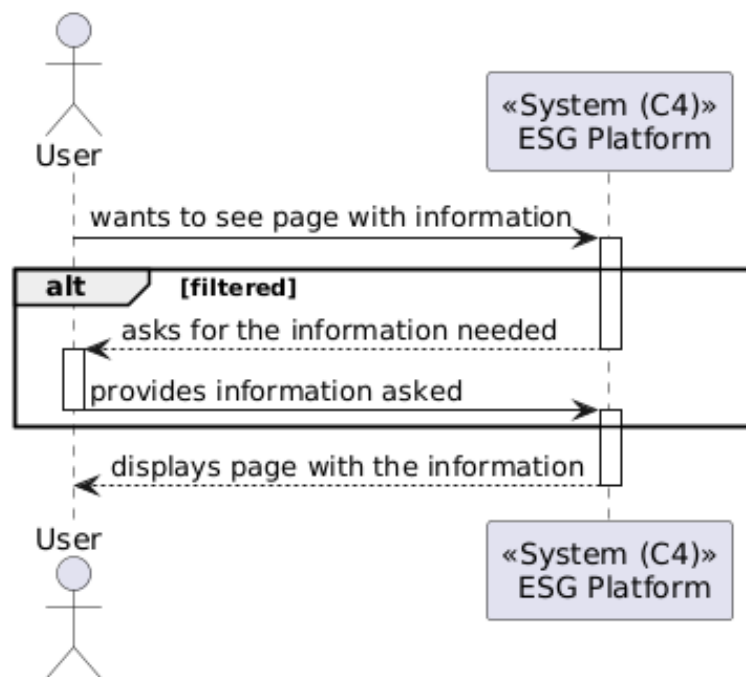 User
«System (C4)»
ESG Platform
wants to see page with information
alt [filtered]
asks for the information needed
provides information asked
displays page with the information
User
«System (C4)»
ESG Platform